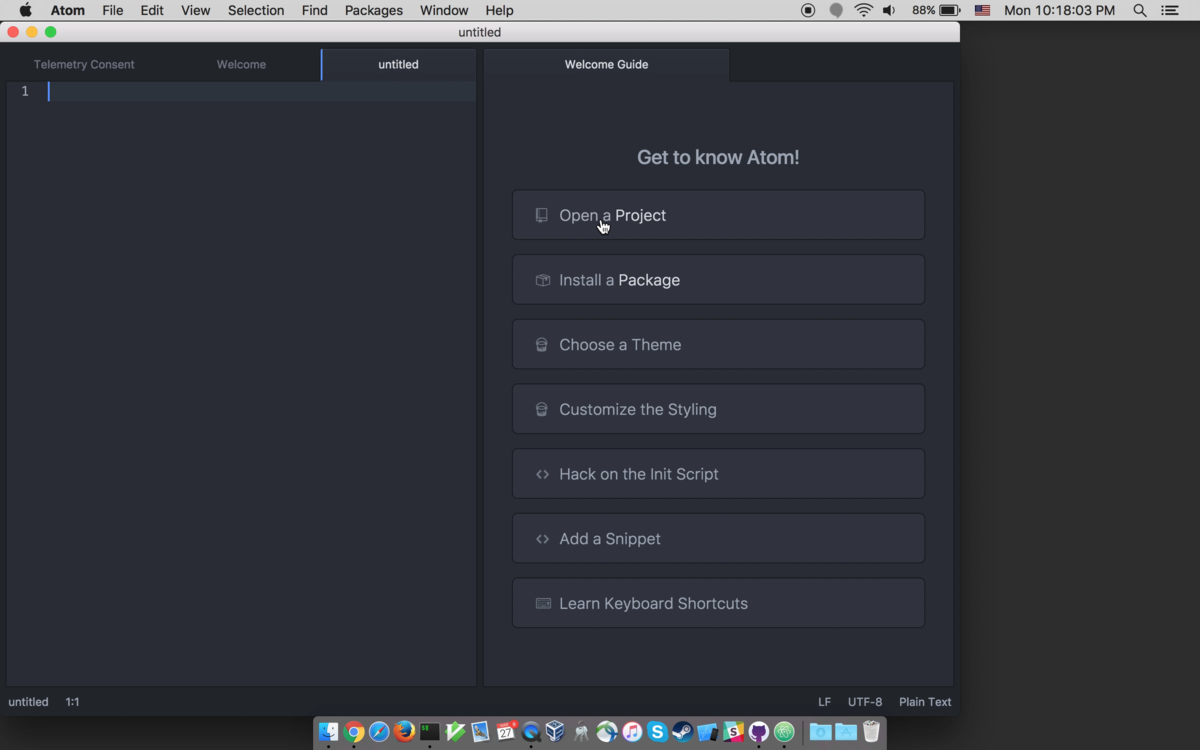 Atom File Edit View Selection Find Packages Window Help 88% Mon 10:18:03 PM
untitled
Telemetry Consent Welcome untitled Welcome Guide
1
Get to know Atom!
Open a Project
Install a Package
Choose a Theme
Customize the Styling
Hack on the Init Script
Add a Snippet
Learn Keyboard Shortcuts
untitled 1:1 LF UTF-8 Plain Text
27